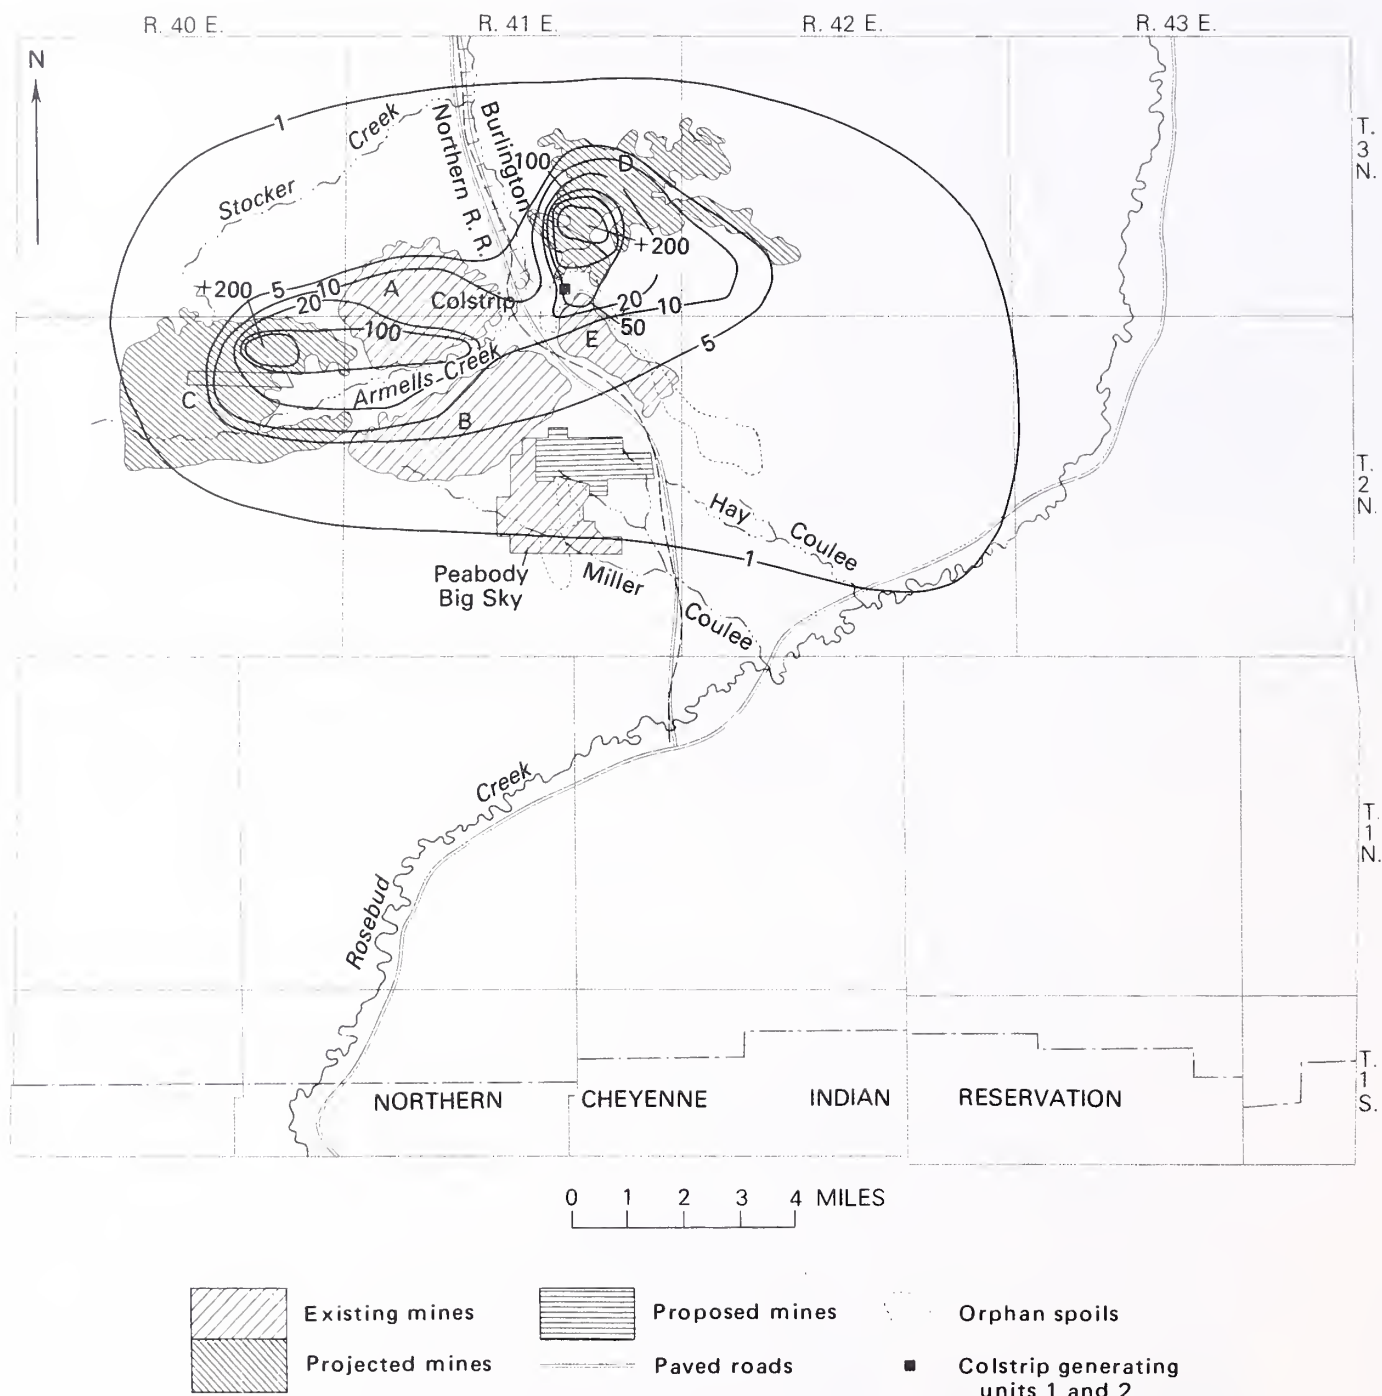 R. 40 E.
R. 41 E.
R. 42 E.
R. 43 E.
N
T.
3
N.
1
Stocker
Creek
Northern R. R.
Burlington
100
D
+200
+200
5
10
20
A
Colstrip
100
20
10
50
E
5
Armells Creek
C
B
T.
2
N.
Hay
Coulee
1
Peabody
Big Sky
Miller
Coulee
Creek
Rosebud
T.
1
N.
NORTHERN CHEYENNE INDIAN RESERVATION
T.
1
S.
0 1 2 3 4 MILES
Existing mines
Proposed mines
Orphan spoils
Projected mines
Paved roads
Colstrip generating
units 1 and 2